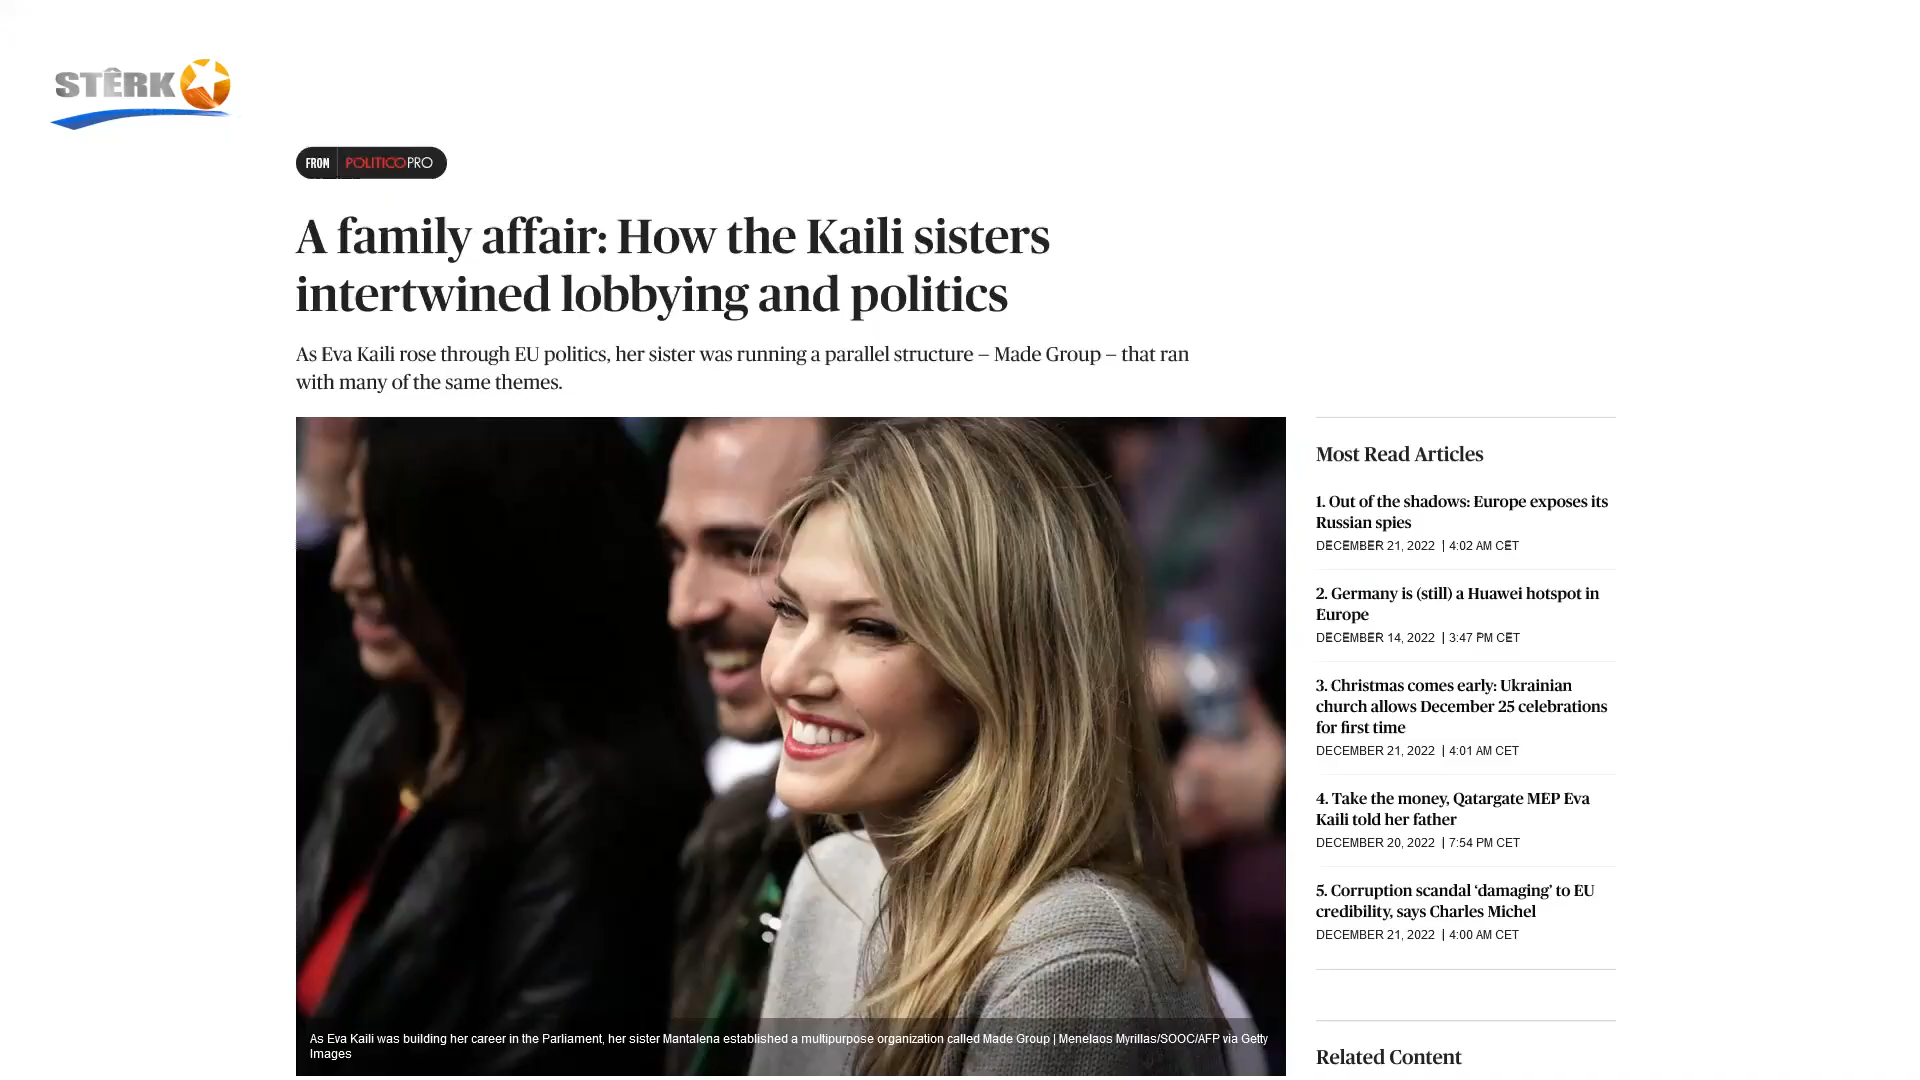 STÊRK
FROM POLITICO PRO
A family affair: How the Kaili sisters
intertwined lobbying and politics
As Eva Kaili rose through EU politics, her sister was running a parallel structure – Made Group – that ran
with many of the same themes.
As Eva Kaili was building her career in the Parliament, her sister Mantalena established a multipurpose organization called Made Group | Menelaos Myrillas/SOOC/AFP via Getty
Images
Most Read Articles
1. Out of the shadows: Europe exposes its
Russian spies
DECEMBER 21, 2022 | 4:02 AM CET
2. Germany is (still) a Huawei hotspot in
Europe
DECEMBER 14, 2022 | 3:47 PM CET
3. Christmas comes early: Ukrainian
church allows December 25 celebrations
for first time
DECEMBER 21, 2022 | 4:01 AM CET
4. Take the money, Qatargate MEP Eva
Kaili told her father
DECEMBER 20, 2022 | 7:54 PM CET
5. Corruption scandal ‘damaging’ to EU
credibility, says Charles Michel
DECEMBER 21, 2022 | 4:00 AM CET
Related Content